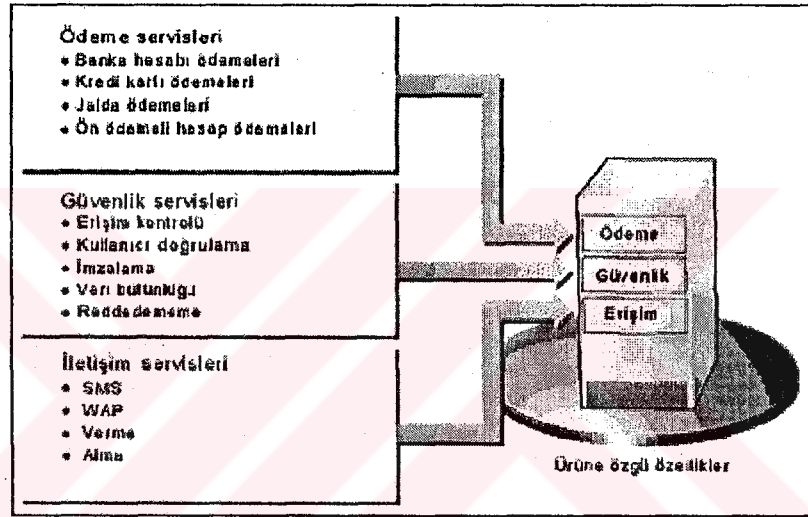 Ödeme servisleri
• Banka hesabı ödemeleri
• Kredi kartı ödemeleri
• Jalda ödemeleri
• Ön ödemeli hesap ödemeleri
Güvenlik servisleri
• Erişim kontrolü
• Kullanıcı doğrulama
• İmzalama
• Veri bütünlüğü
• Reddedememe
İletişim servisleri
• SMS
• WAP
• Verme
• Alma
Ödeme
Güvenlik
Erişim
Ürüne özgü özellikler